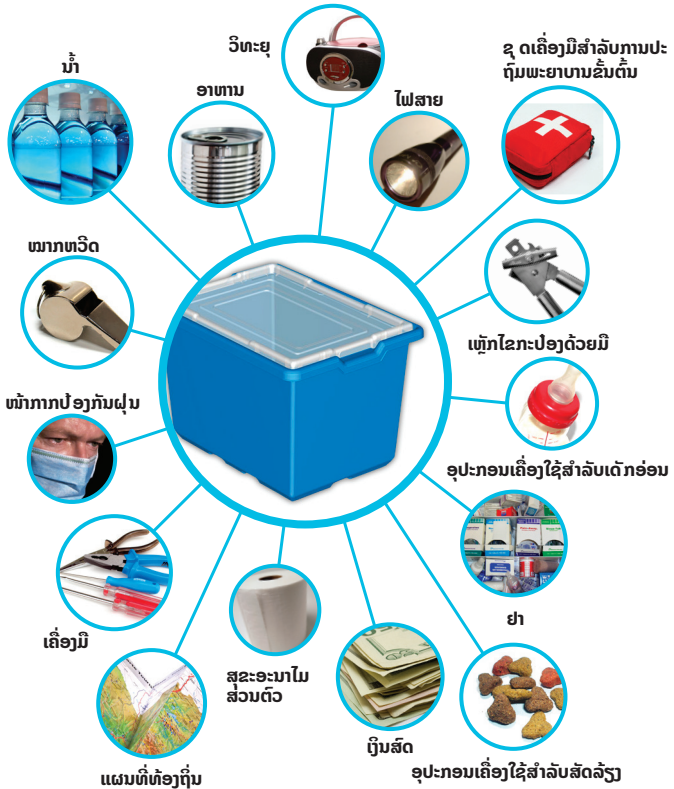 ວິທະຍຸ
ຊຸດເຄື່ອງມືສຳລັບການປະ
ຖົມພະຍາບານຂັ້ນຕົ້ນ
ນ້ຳ
ອາຫານ
ໄຟສາຍ
ໝາກຫວີດ
ເຫຼັກໄຂກະປ໋ອງດ້ວຍມື
ໜ້າກາກປ້ອງກັນຝຸ່ນ
ອຸປະກອນເຄື່ອງໃຊ້ສຳລັບເດັກອ່ອນ
ຢາ
ເຄື່ອງມື
ສຸຂະອະນາໄມ
ສ່ວນຕົວ
ເງິນສົດ
ແຜນທີ່ທ້ອງຖິ່ນ
ອຸປະກອນເຄື່ອງໃຊ້ສຳລັບສັດລ້ຽງ